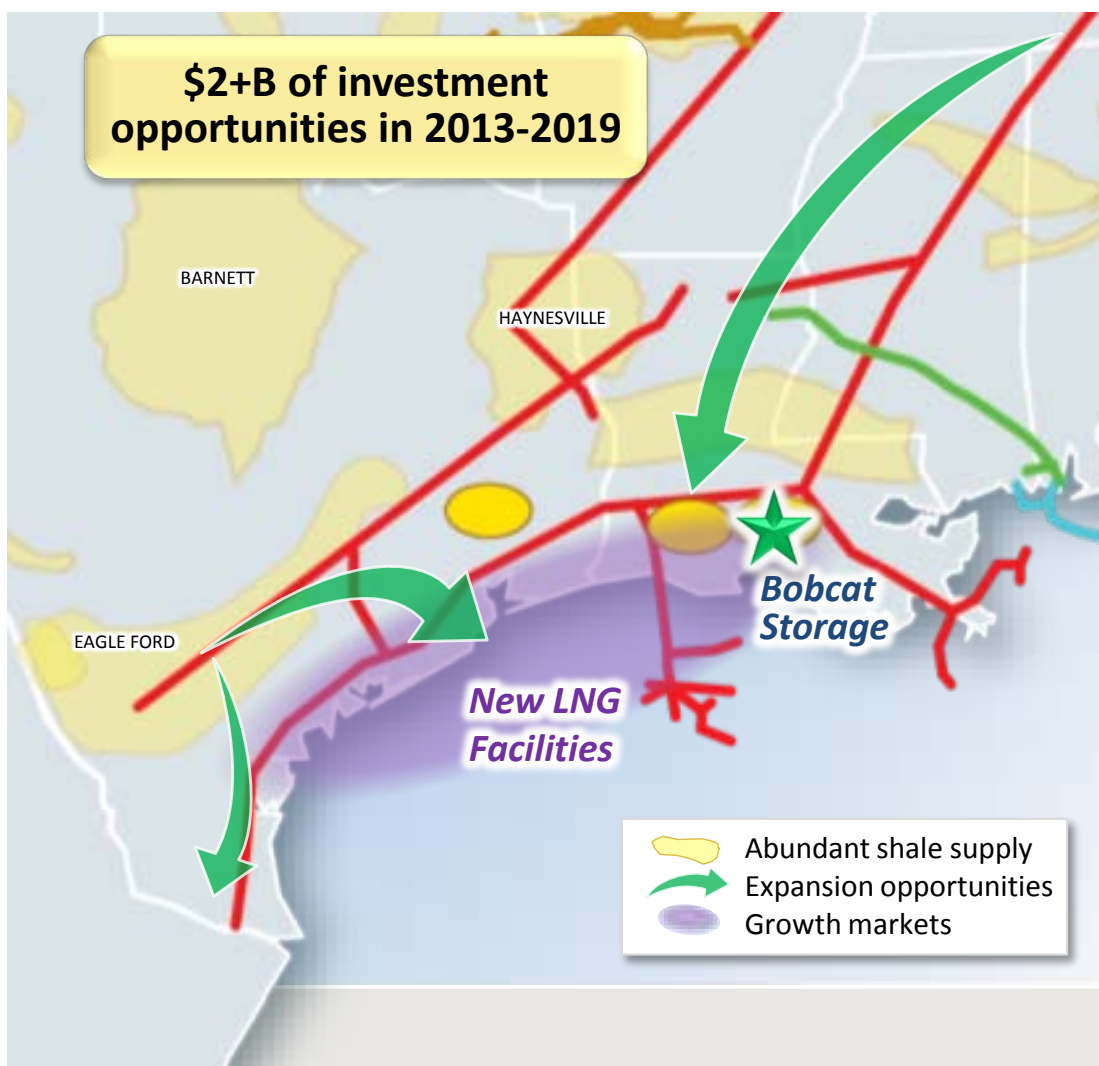 $2+B of investment
opportunities in 2013-2019
BARNETT
HAYNESVILLE
Bobcat
Storage
EAGLE FORD
New LNG
Facilities
Abundant shale supply
Expansion opportunities
Growth markets